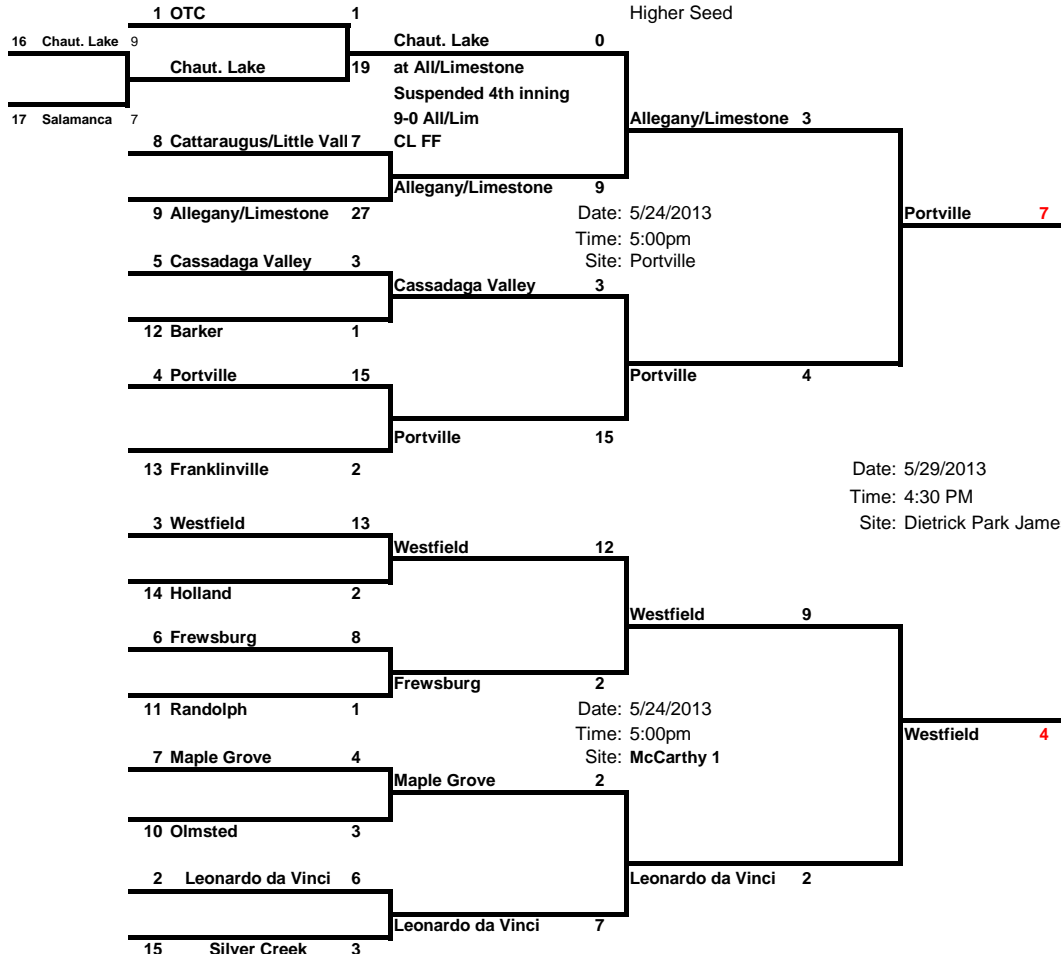 1 OTC 1 Higher Seed
16 Chaut. Lake 9 Chaut. Lake 0
Chaut. Lake 19 at All/Limestone
Suspended 4th inning
17 Salamanca 7 9-0 All/Lim Allegany/Limestone 3
8 Cattaraugus/Little Vall 7 CL FF
Allegany/Limestone 9
9 Allegany/Limestone 27 Date: 5/24/2013 Portville 7
Time: 5:00pm
5 Cassadaga Valley 3 Site: Portville
Cassadaga Valley 3
12 Barker 1
4 Portville 15 Portville 4
Portville 15
13 Franklinville 2 Date: 5/29/2013
Time: 4:30 PM
3 Westfield 13 Site: Dietrick Park Jame
Westfield 12
14 Holland 2
Westfield 9
6 Frewsburg 8
Frewsburg 2
11 Randolph 1 Date: 5/24/2013
Time: 5:00pm Westfield 4
7 Maple Grove 4 Site: McCarthy 1
Maple Grove 2
10 Olmsted 3
2 Leonardo da Vinci 6 Leonardo da Vinci 2
Leonardo da Vinci 7
15 Silver Creek 3